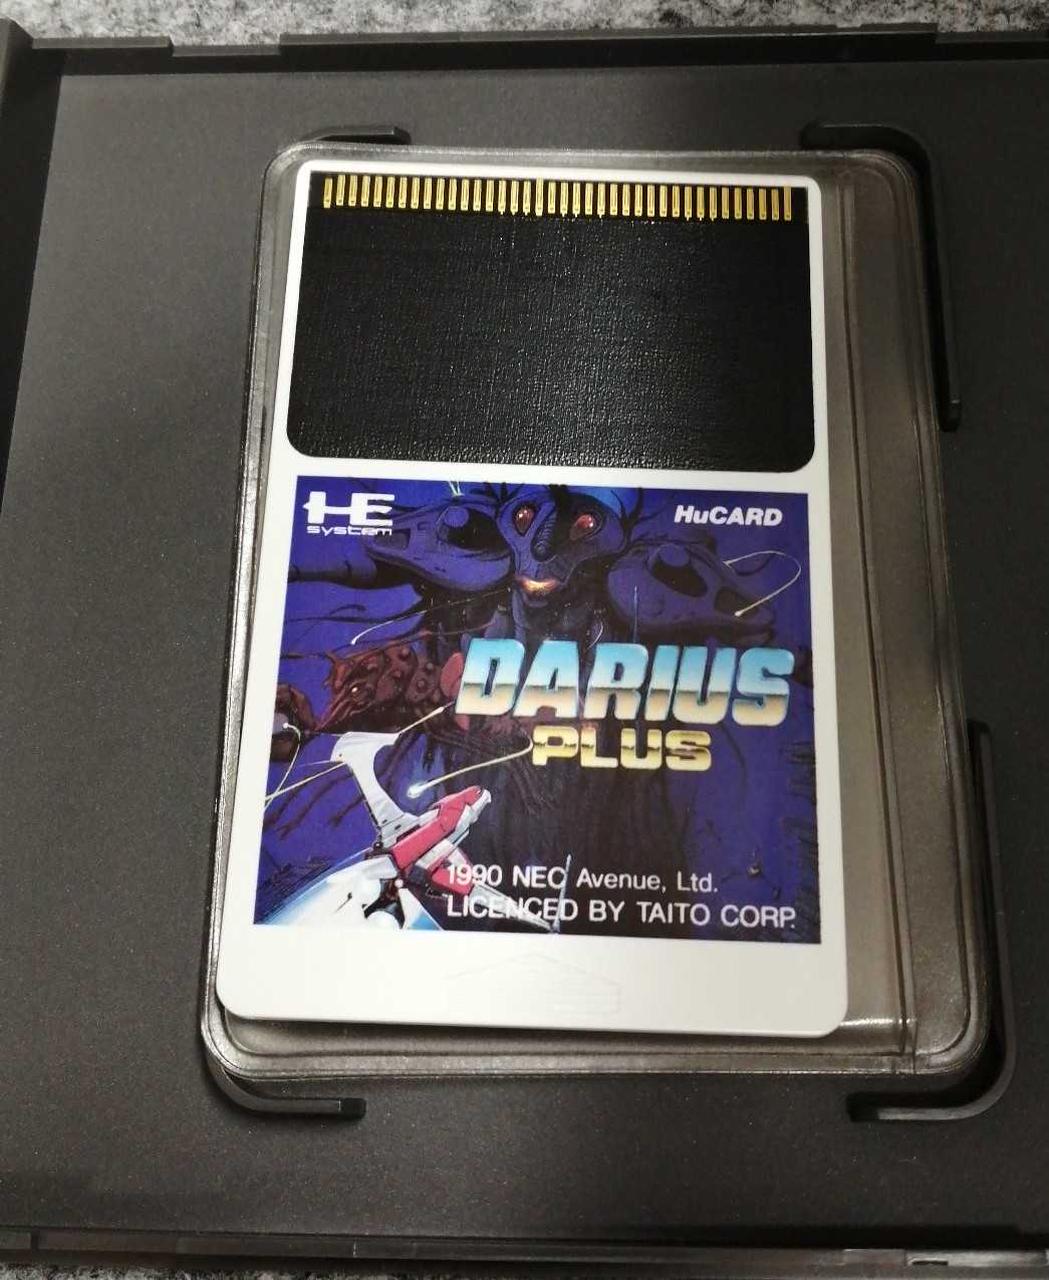 HE
system
HuCARD
DARIUS
PLUS
1990 NEC Avenue, Ltd.
LICENCED BY TAITO CORP.